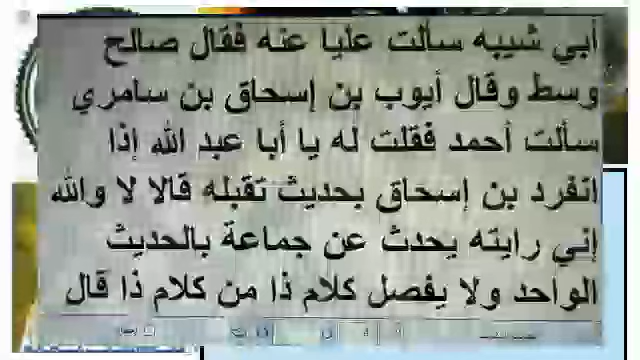 أبي شيبه سألت عليا عنه فقال صالح
وسط وقال أيوب بن إسحاق بن سامري
سألت أحمد فقلت له يا أبا عبد الله إذا
انفرد بن إسحاق بحديث تقبله قالا لا والله
إني رايته يحدث عن جماعة بالحديث
الواحد ولا يفصل كلام ذا من كلام ذا قال